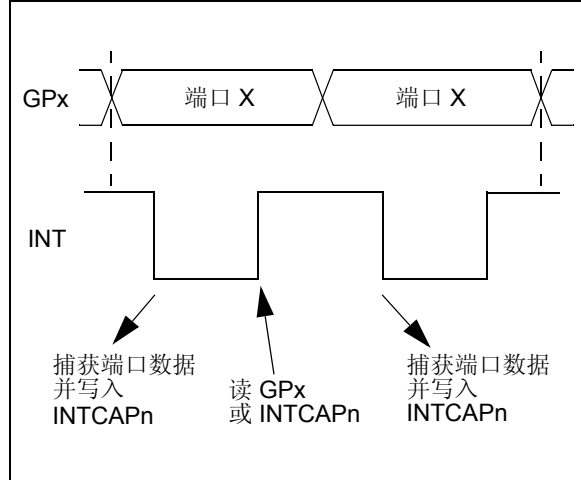 GPx
端口 X
端口 X
INT
捕获端口数据
并写入
INTCAPn
读 GPx
或 INTCAPn
捕获端口数据
并写入
INTCAPn